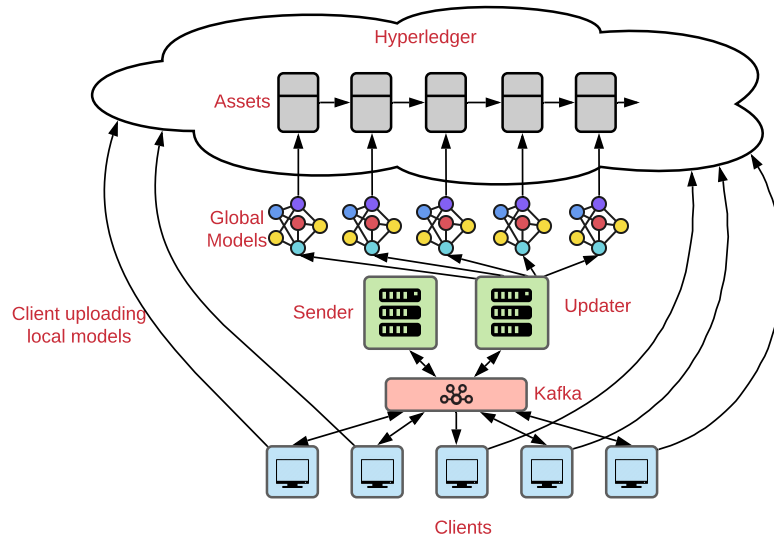 Hyperledger
Assets
Global
Models
Sender
Updater
Client uploading
local models
Kafka
Clients